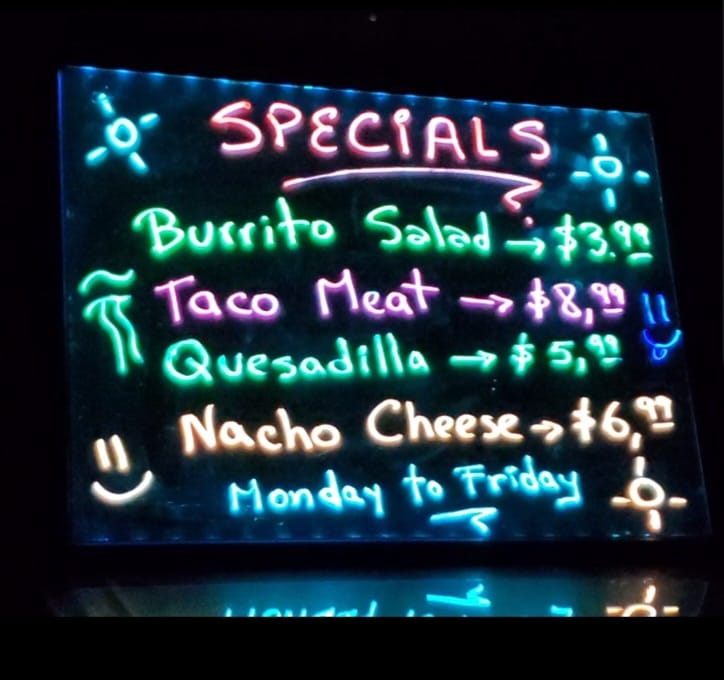 SPECIALS
Burrito Salad → $3.99
Taco Meat → $8,99
Quesadilla → $5,99
Nacho Cheese → $6,99
Monday to Friday